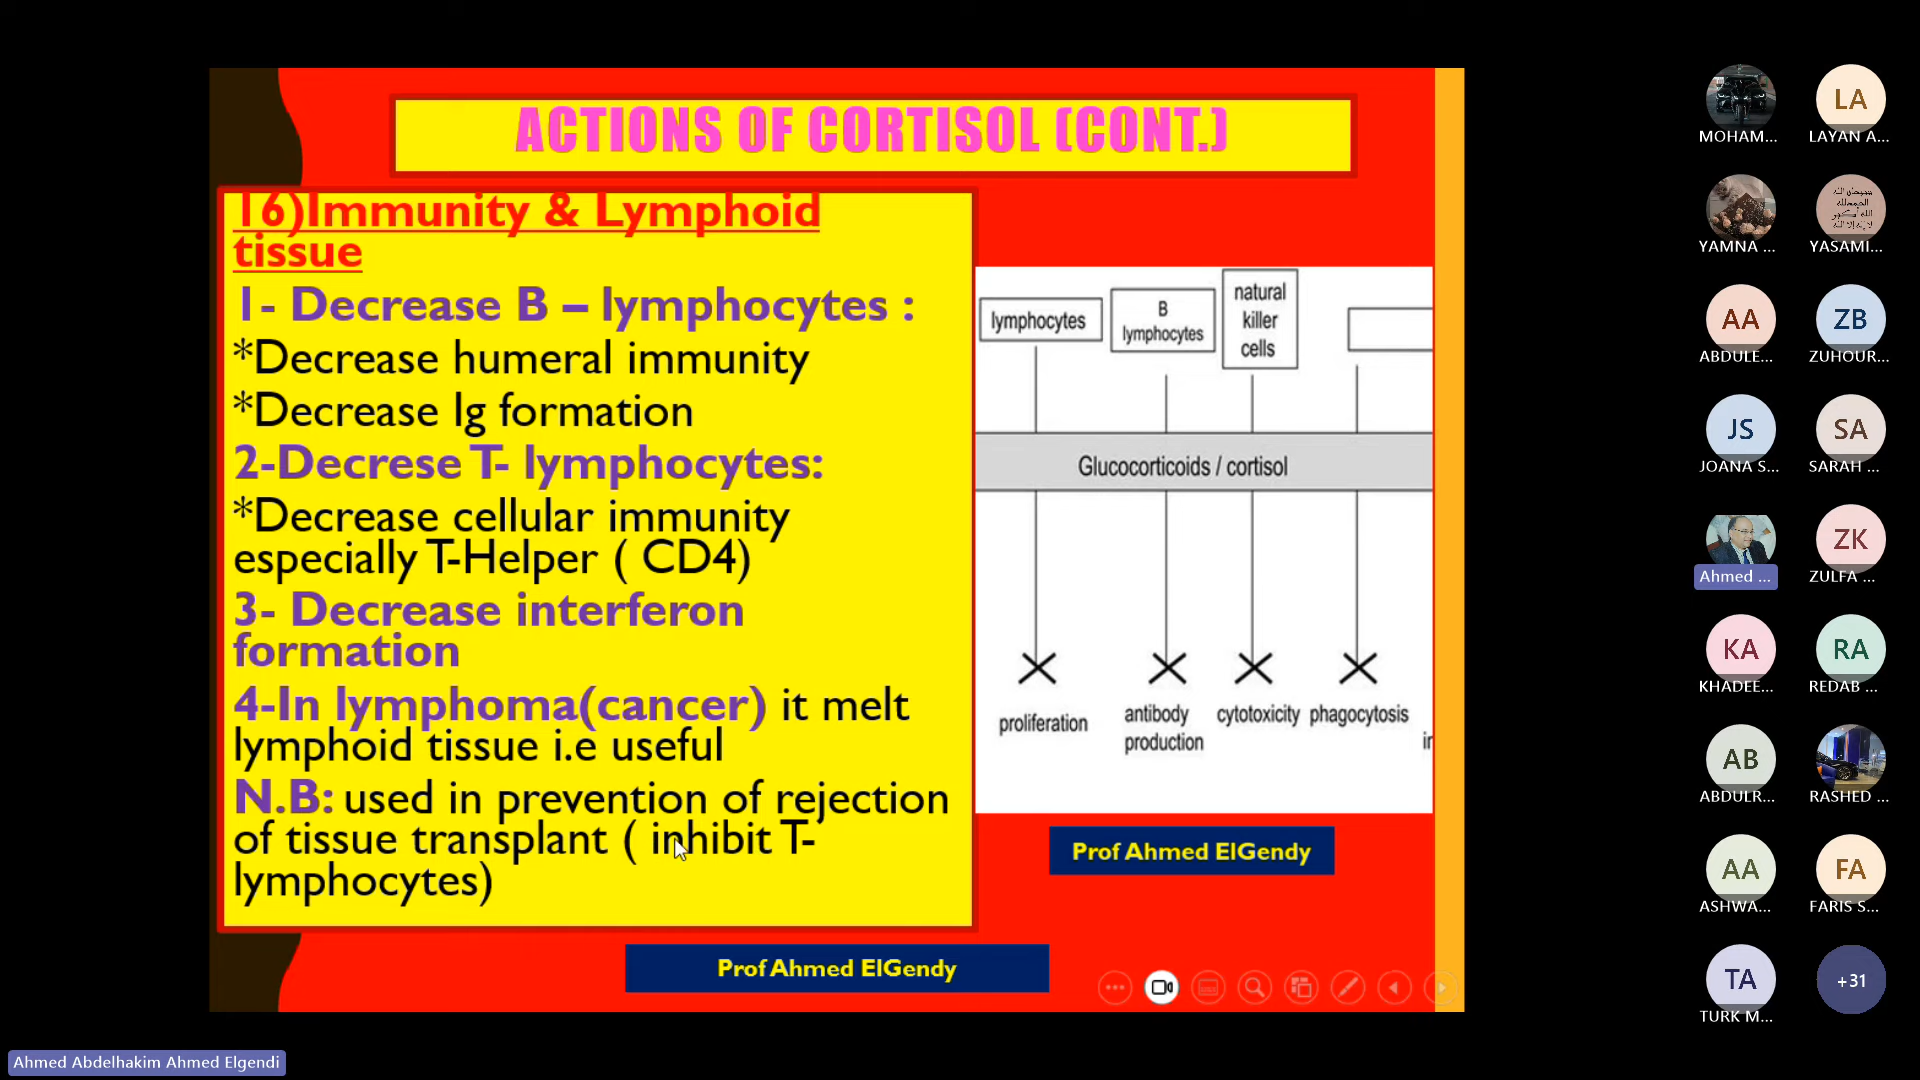 ACTIONS OF CORTISOL (CONT.)
16)Immunity & Lymphoid
tissue
1- Decrease B – lymphocytes :
*Decrease humeral immunity
*Decrease Ig formation
2-Decrese T- lymphocytes:
*Decrease cellular immunity
especially T-Helper ( CD4)
3- Decrease interferon
formation
4-In lymphoma(cancer) it melt
lymphoid tissue i.e useful
N.B: used in prevention of rejection
of tissue transplant ( inhibit T-
lymphocytes)
lymphocytes
B
lymphocytes
natural
killer
cells
Glucocorticoids / cortisol
proliferation
antibody
production
cytotoxicity
phagocytosis
in
Prof Ahmed ElGendy
Prof Ahmed ElGendy
MOHAM...
LA
LAYAN A...
YAMNA ...
YASAMI...
AA
ABDULE...
ZB
ZUHOUR...
JS
JOANA S...
SA
SARAH ...
Ahmed ...
ZK
ZULFA ...
KA
KHADEE...
RA
REDAB ...
AB
ABDULR...
RASHED ...
AA
ASHWA...
FA
FARIS S...
TA
TURK M...
+31
Ahmed Abdelhakim Ahmed Elgendi